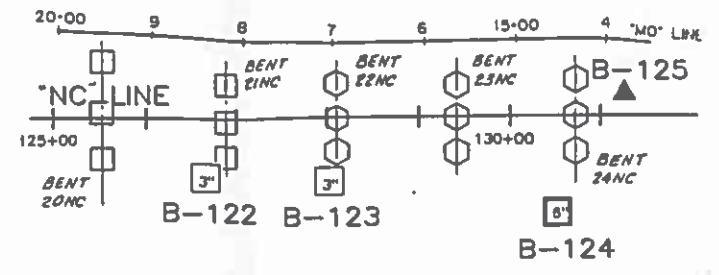 20+00 9 8 7 6 15+00 4 "MO" LINE
BENT 21NC
BENT 22NC
BENT 23NC
B-125
"NC" LINE
125+00
130+00
BENT 20NC
BENT 24NC
3"
3"
B-122
B-123
6"
B-124